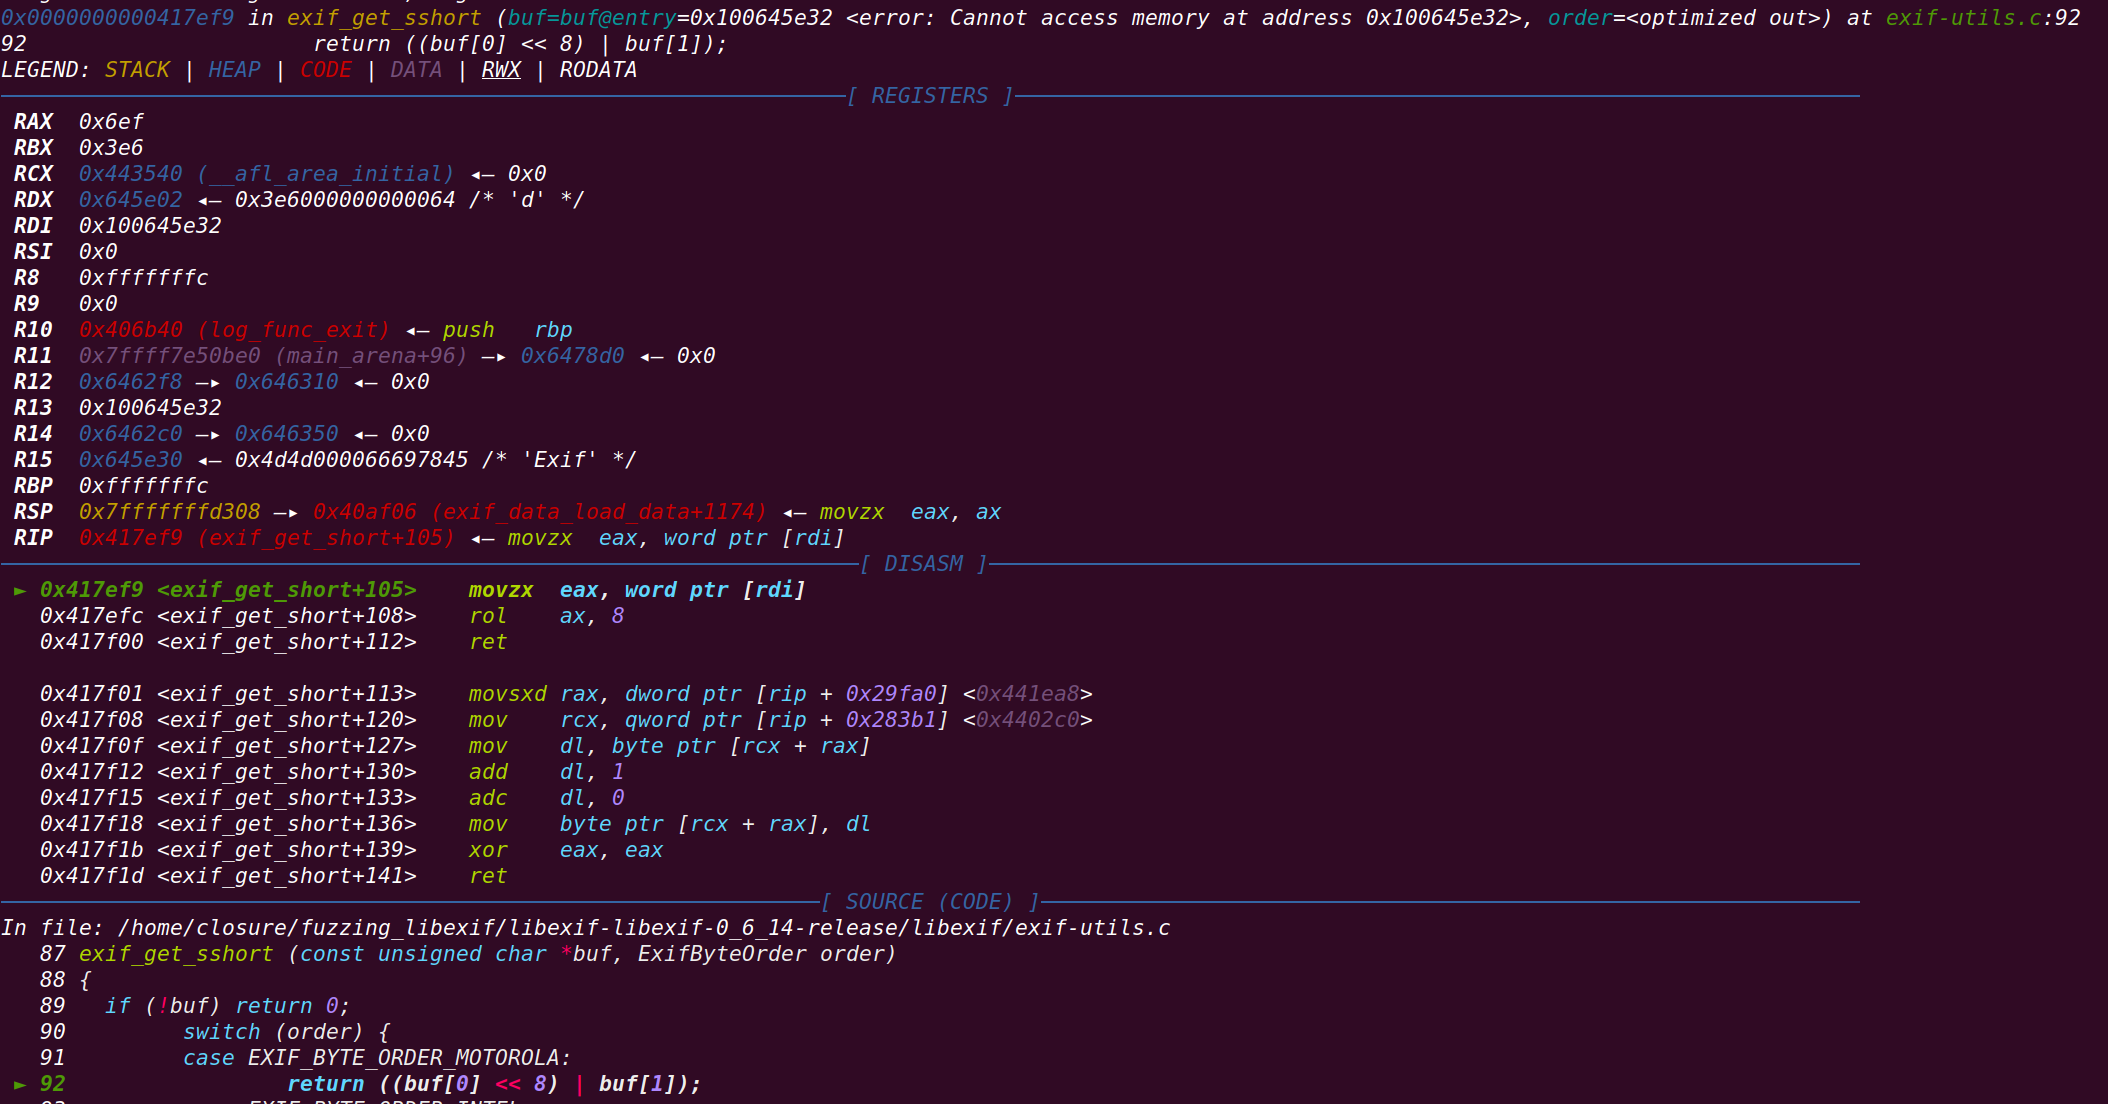 0x0000000000417ef9 in exif_get_sshort (buf=buf@entry=0x100645e32 <error: Cannot access memory at address 0x100645e32>, order=<optimized out>) at exif-utils.c:92
92                      return ((buf[0] << 8) | buf[1]);
LEGEND: STACK | HEAP | CODE | DATA | RWX | RODATA
[ REGISTERS ]
 RAX  0x6ef
 RBX  0x3e6
 RCX  0x443540 (__afl_area_initial) ◂— 0x0
 RDX  0x645e02 ◂— 0x3e6000000000064 /* 'd' */
 RDI  0x100645e32
 RSI  0x0
 R8   0xfffffffc
 R9   0x0
 R10  0x406b40 (log_func_exit) ◂— push   rbp
 R11  0x7ffff7e50be0 (main_arena+96) —▸ 0x6478d0 ◂— 0x0
 R12  0x6462f8 —▸ 0x646310 ◂— 0x0
 R13  0x100645e32
 R14  0x6462c0 —▸ 0x646350 ◂— 0x0
 R15  0x645e30 ◂— 0x4d4d000066697845 /* 'Exif' */
 RBP  0xfffffffc
 RSP  0x7fffffffd308 —▸ 0x40af06 (exif_data_load_data+1174) ◂— movzx  eax, ax
 RIP  0x417ef9 (exif_get_short+105) ◂— movzx  eax, word ptr [rdi]
[ DISASM ]
 ► 0x417ef9 <exif_get_short+105>    movzx  eax, word ptr [rdi]
   0x417efc <exif_get_short+108>    rol    ax, 8
   0x417f00 <exif_get_short+112>    ret
   0x417f01 <exif_get_short+113>    movsxd rax, dword ptr [rip + 0x29fa0] <0x441ea8>
   0x417f08 <exif_get_short+120>    mov    rcx, qword ptr [rip + 0x283b1] <0x4402c0>
   0x417f0f <exif_get_short+127>    mov    dl, byte ptr [rcx + rax]
   0x417f12 <exif_get_short+130>    add    dl, 1
   0x417f15 <exif_get_short+133>    adc    dl, 0
   0x417f18 <exif_get_short+136>    mov    byte ptr [rcx + rax], dl
   0x417f1b <exif_get_short+139>    xor    eax, eax
   0x417f1d <exif_get_short+141>    ret
[ SOURCE (CODE) ]
In file: /home/closure/fuzzing_libexif/libexif-libexif-0_6_14-release/libexif/exif-utils.c
   87 exif_get_sshort (const unsigned char *buf, ExifByteOrder order)
   88 {
   89   if (!buf) return 0;
   90         switch (order) {
   91         case EXIF_BYTE_ORDER_MOTOROLA:
 ► 92                 return ((buf[0] << 8) | buf[1]);